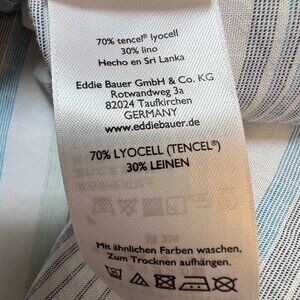 70% tencel® lyocell
30% lino
Hecho en Sri Lanka
Eddie Bauer GmbH & Co. KG
Rotwandweg 3a
82024 Taufkirchen
GERMANY
www.eddiebauer.de
70% LYOCELL (TENCEL®)
30% LEINEN
Mit ähnlichen Farben waschen.
Zum Trocknen aufhängen.